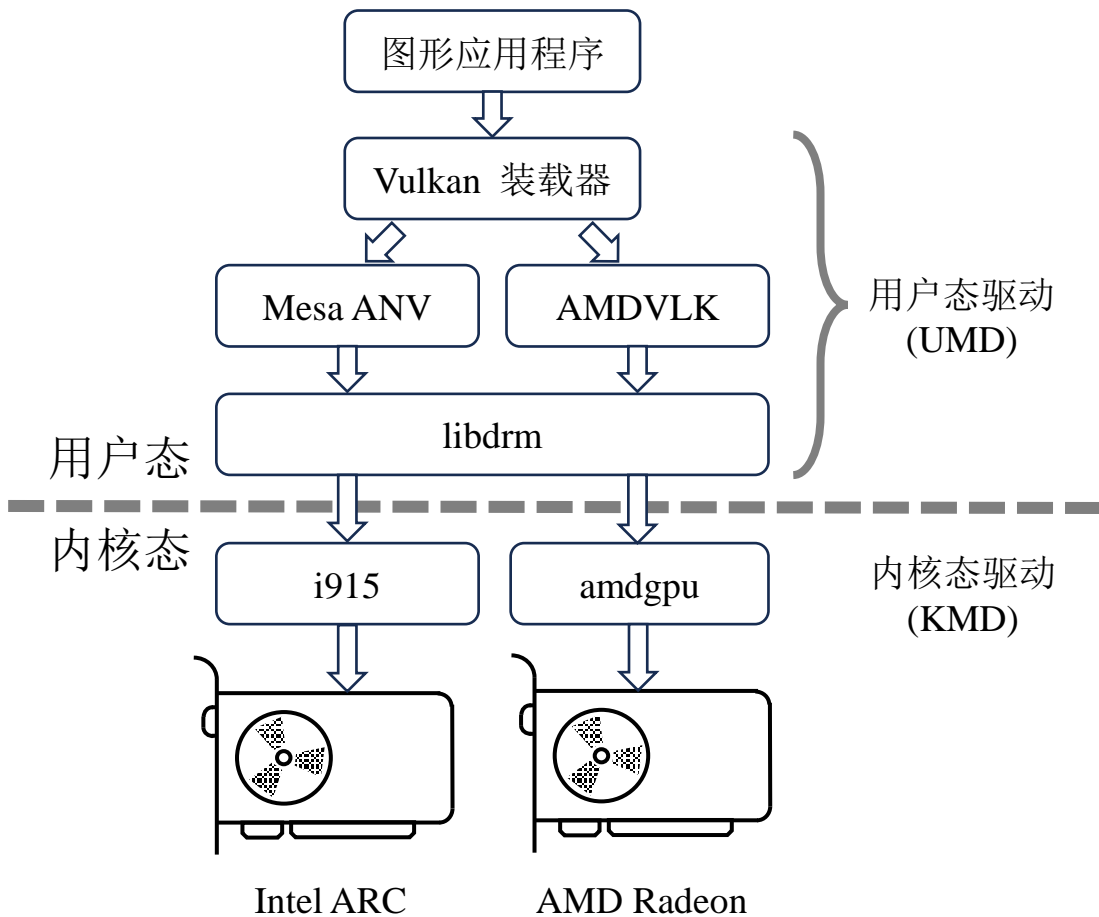 图形应用程序
Vulkan 装载器
Mesa ANV
AMDVLK
用户态驱动
(UMD)
libdrm
用户态
内核态
i915
amdgpu
内核态驱动
(KMD)
Intel ARC
AMD Radeon